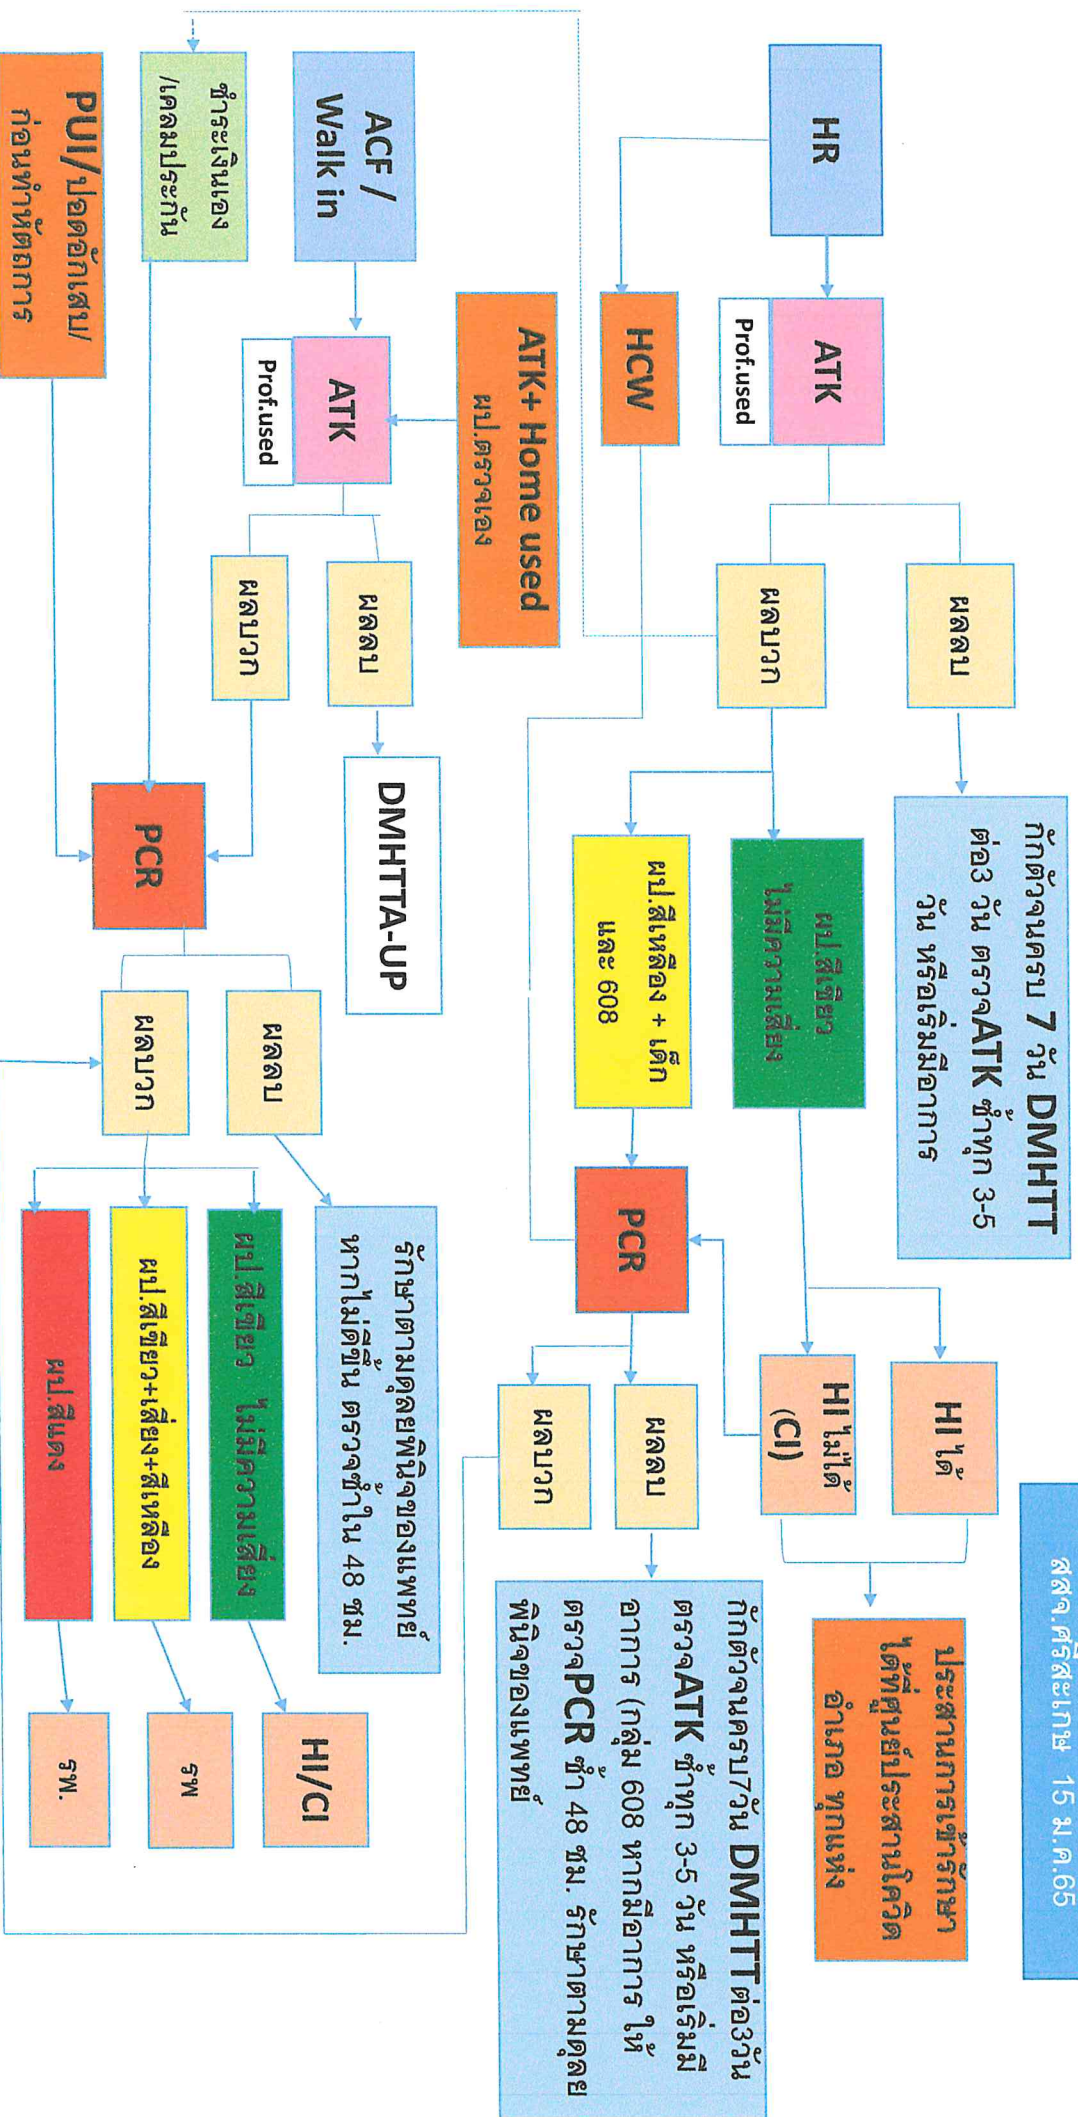 สสจ.ศรีสะเกษ 15 ม.ค.65
HR
ATK
Prof.used
ผลลบ
กักตัวจนครบ 7 วัน DMHTT
ต่อ3 วัน ตรวจATK ซ้ำทุก 3-5
วัน หรือเริ่มมีอาการ
ผลบวก
ผป.สีเขียว
ไม่มีความเสี่ยง
HI ได้
HI ไม่ได้
(CI)
ประสานการเข้ารักษา
ได้ที่ศูนย์ประสานโควิด
อำเภอ ทุกแห่ง
ผป.สีเหลือง + เด็ก
และ 608
HCW
PCR
ผลลบ
กักตัวจนครบ7วัน DMHTT ต่อ3วัน
ตรวจATK ซ้ำทุก 3-5 วัน หรือเริ่มมี
อาการ (กลุ่ม 608 หากมีอาการ ให้
ตรวจPCR ซ้ำ 48 ชม. รักษาตามดุลย
พินิจของแพทย์
ผลบวก
ATK+ Home used
ผป.ตรวจเอง
ACF /
Walk in
ATK
Prof.used
ผลลบ
DMHTTA-UP
ผลบวก
ชำระเงินเอง
/เคลมประกัน
PUI/ปอดอักเสบ/
ก่อนทำหัตถการ
PCR
ผลลบ
รักษาตามดุลยพินิจของแพทย์
หากไม่ดีขึ้น ตรวจซ้ำใน 48 ชม.
ผลบวก
ผป.สีเขียว ไม่มีความเสี่ยง
HI/CI
ผป.สีเขียว+เสี่ยง+สีเหลือง
รพ
ผป.สีแดง
รพ.